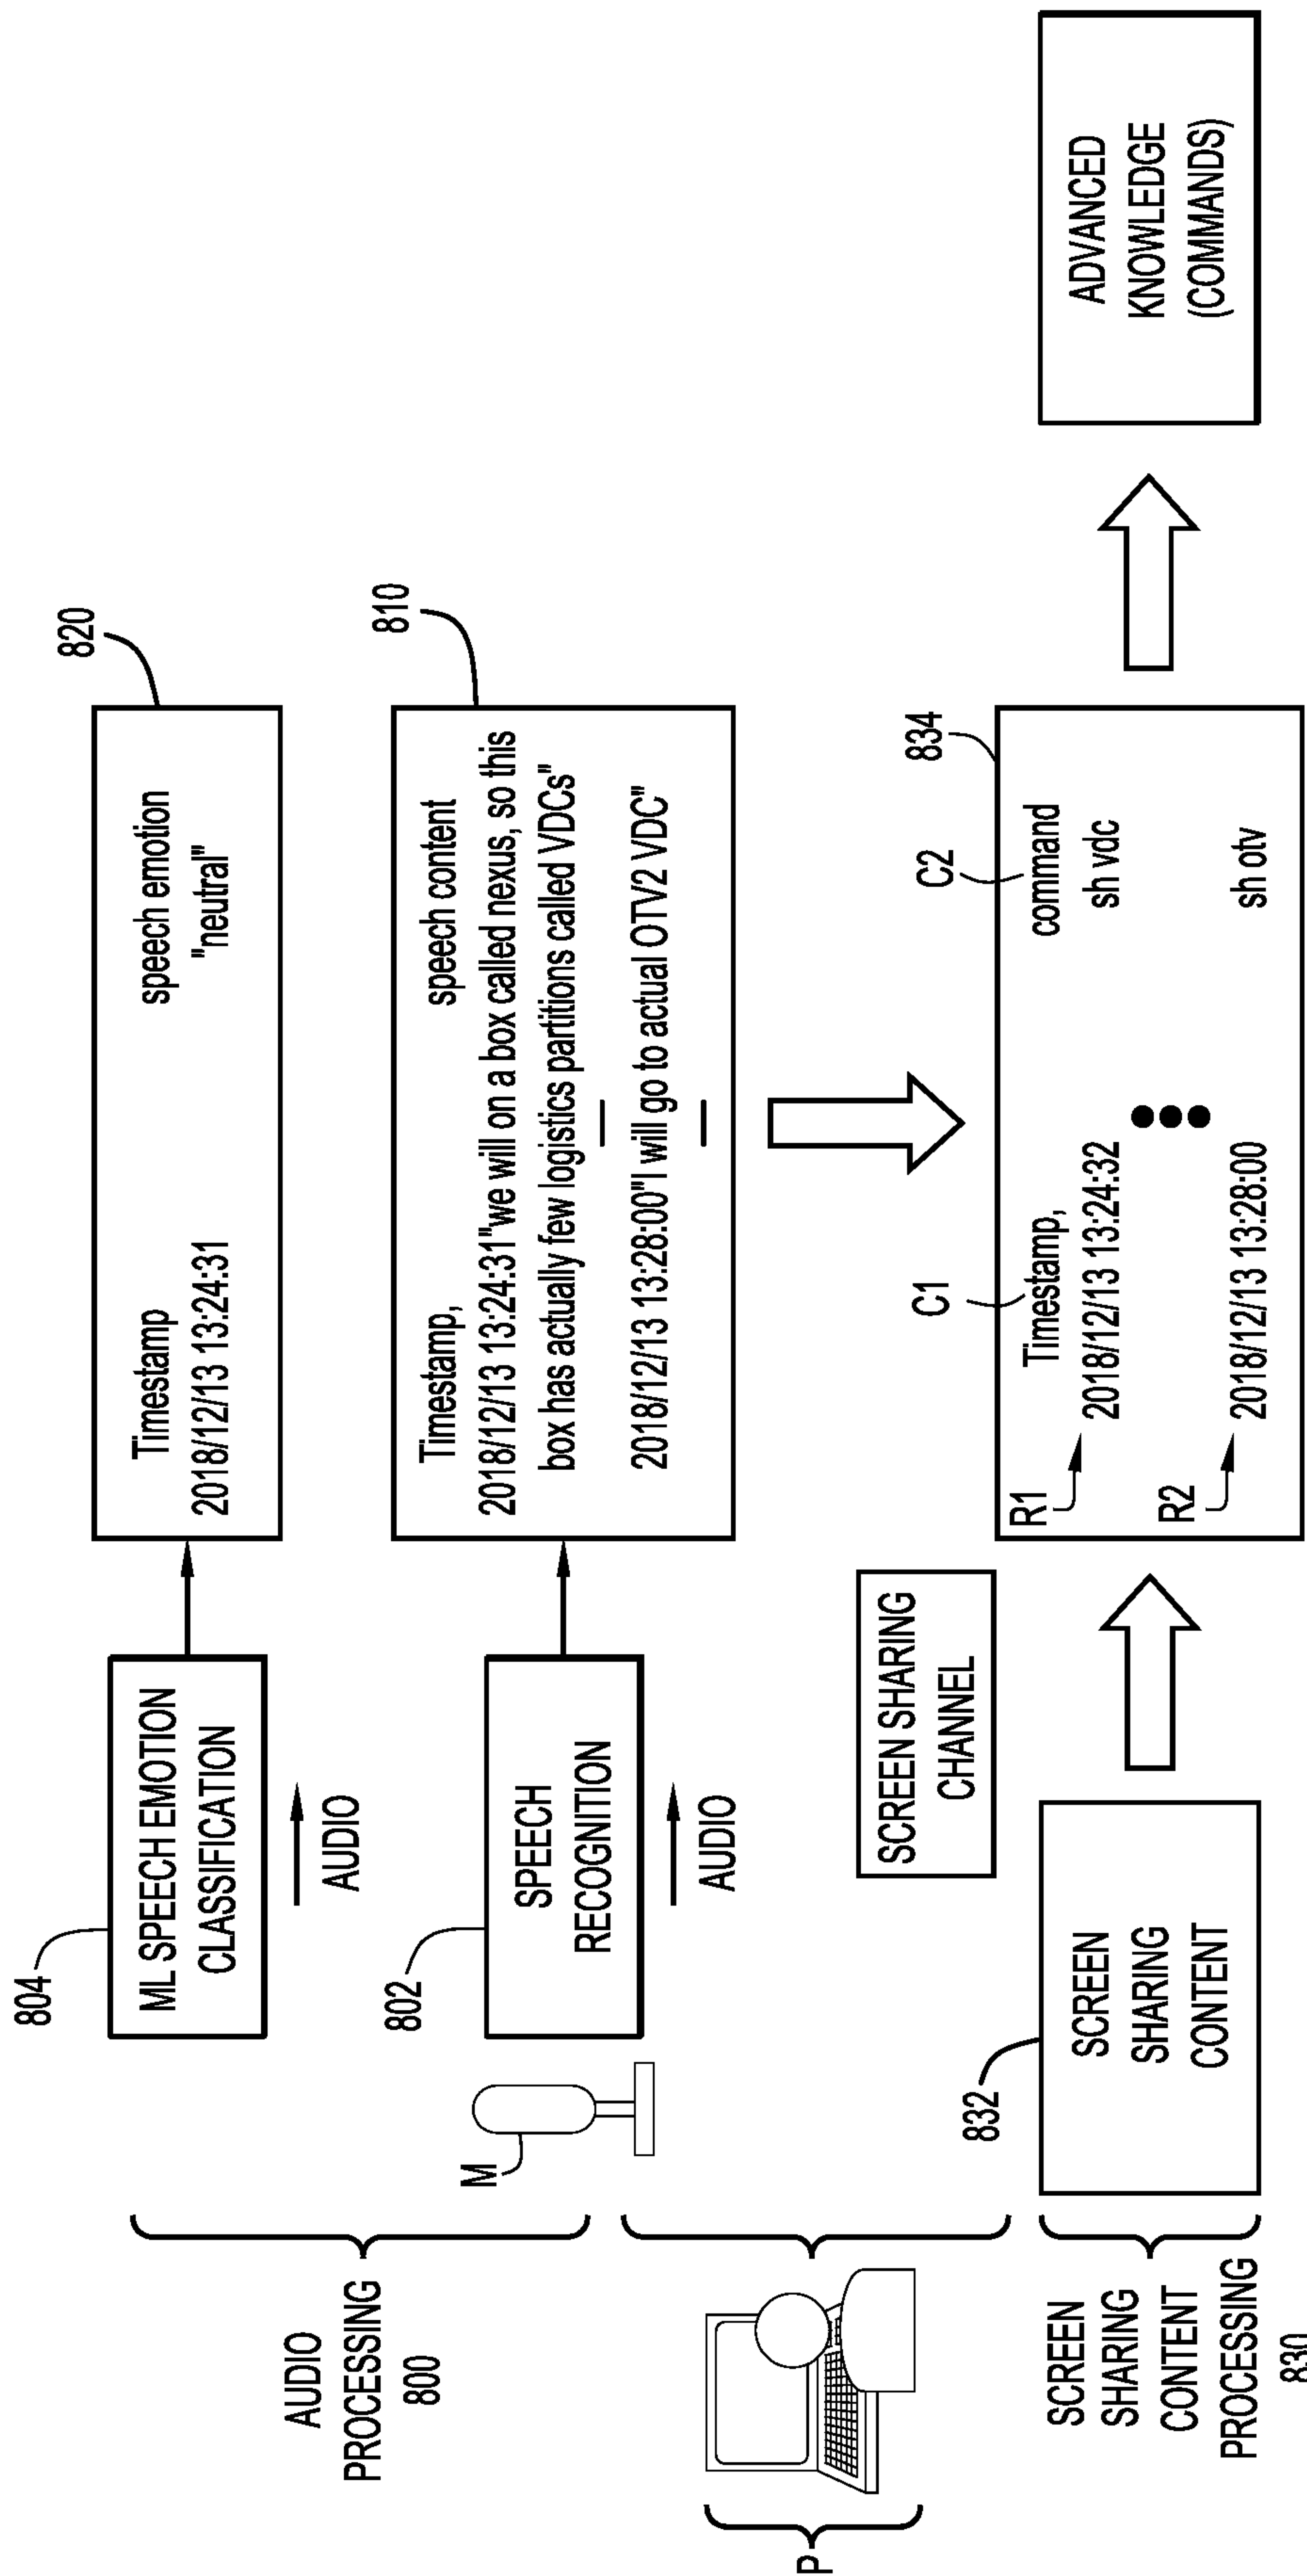 AUDIO
PROCESSING
800
P
SCREEN
SHARING
CONTENT
PROCESSING
830
M
804
ML SPEECH EMOTION
CLASSIFICATION
AUDIO
802
SPEECH
RECOGNITION
AUDIO
SCREEN SHARING
CHANNEL
832
SCREEN
SHARING
CONTENT
820
Timestamp speech emotion
2018/12/13 13:24:31 "neutral"
810
Timestamp, speech content
2018/12/13 13:24:31"we will on a box called nexus, so this
box has actually few logistics partitions called VDCs"
2018/12/13 13:28:00"I will go to actual OTV2 VDC"
834
C1 C2
Timestamp, command
R1 2018/12/13 13:24:32 sh vdc
R2 2018/12/13 13:28:00 sh otv
ADVANCED
KNOWLEDGE
(COMMANDS)